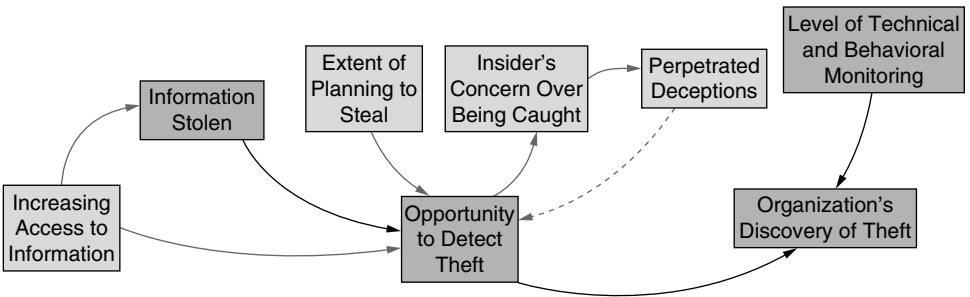 Information
Stolen
Extent of
Planning to
Steal
Insider's
Concern Over
Being Caught
Perpetrated
Deceptions
Level of Technical
and Behavioral
Monitoring
Increasing
Access to
Information
Opportunity
to Detect
Theft
Organization's
Discovery of Theft